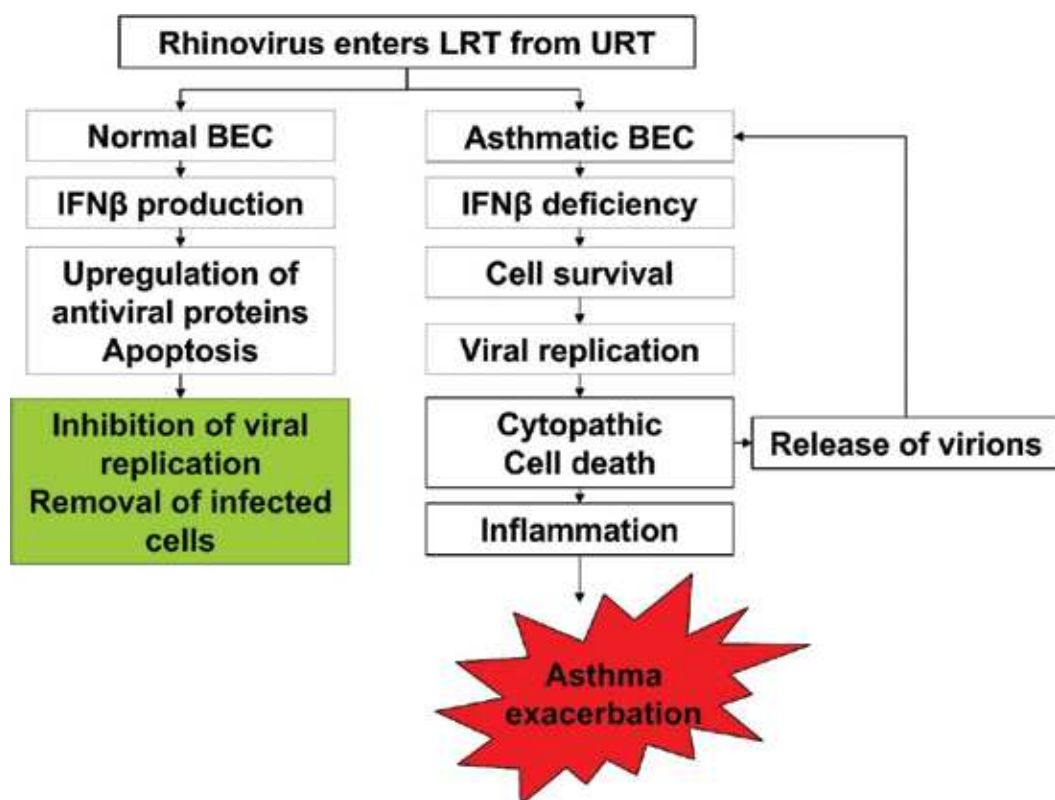 Rhinovirus enters LRT from URT
Normal BEC
IFNβ production
Upregulation of
antiviral proteins
Apoptosis
Inhibition of viral
replication
Removal of infected
cells
Asthmatic BEC
IFNβ deficiency
Cell survival
Viral replication
Cytopathic
Cell death
Release of virions
Inflammation
Asthma
exacerbation